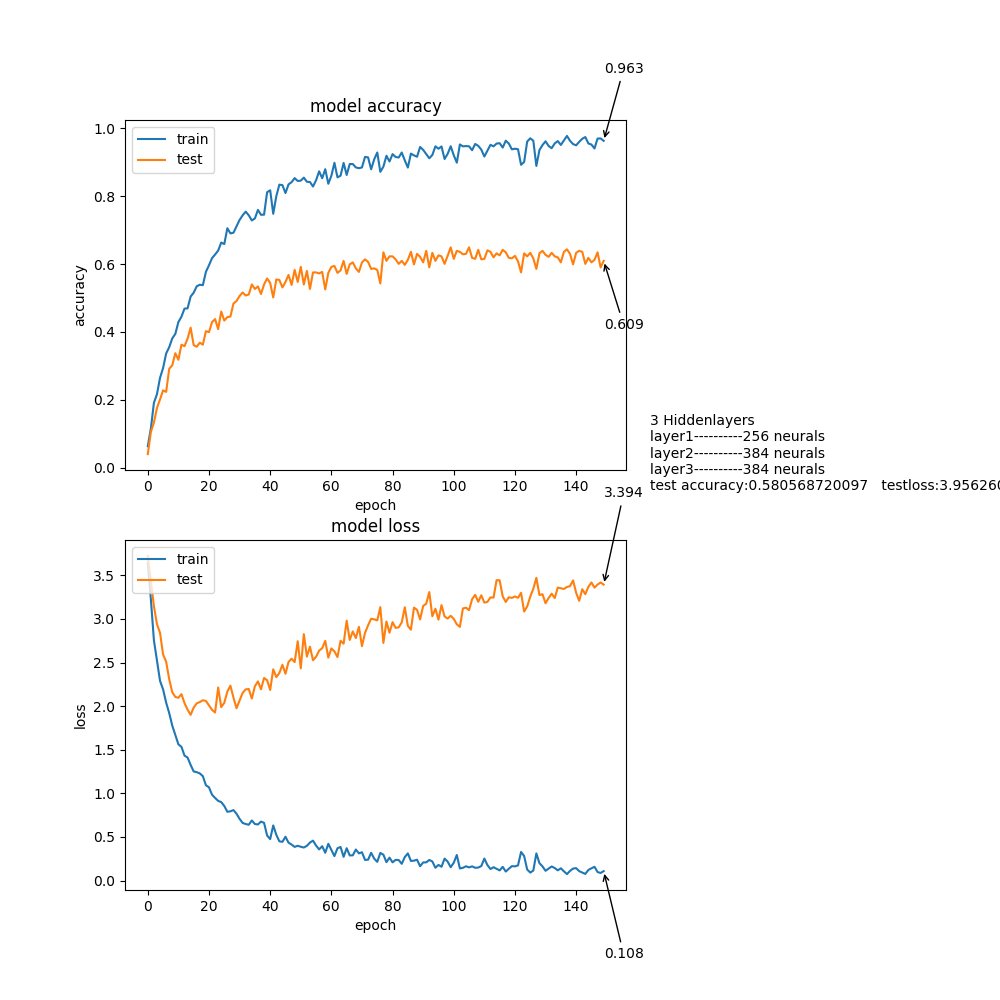 0.963
model accuracy
train
test
1.0
0.8
0.6
0.4
0.2
0.0
accuracy
0 20 40 60 80 100 120 140
epoch
0.609
3 Hiddenlayers
layer1----------256 neurals
layer2----------384 neurals
layer3----------384 neurals
test accuracy:0.580568720097 testloss:3.956260
3.394
model loss
train
test
3.5
3.0
2.5
2.0
1.5
1.0
0.5
0.0
loss
0 20 40 60 80 100 120 140
epoch
0.108